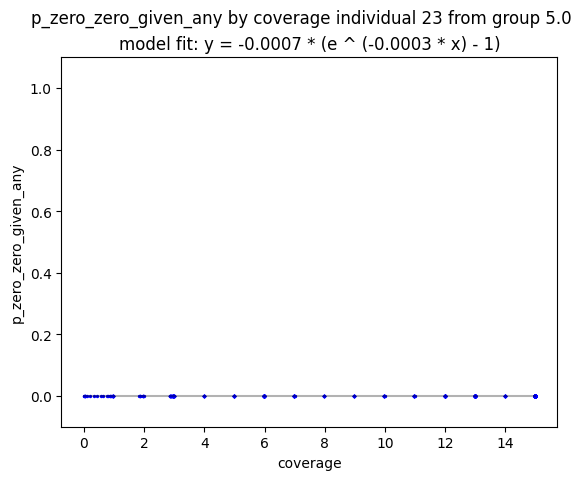 p_zero_zero_given_any by coverage individual 23 from group 5.0
model fit: y = -0.0007 * (e ^ (-0.0003 * x) - 1)
1.0
0.8
0.6
0.4
0.2
0.0
p_zero_zero_given_any
0 2 4 6 8 10 12 14
coverage